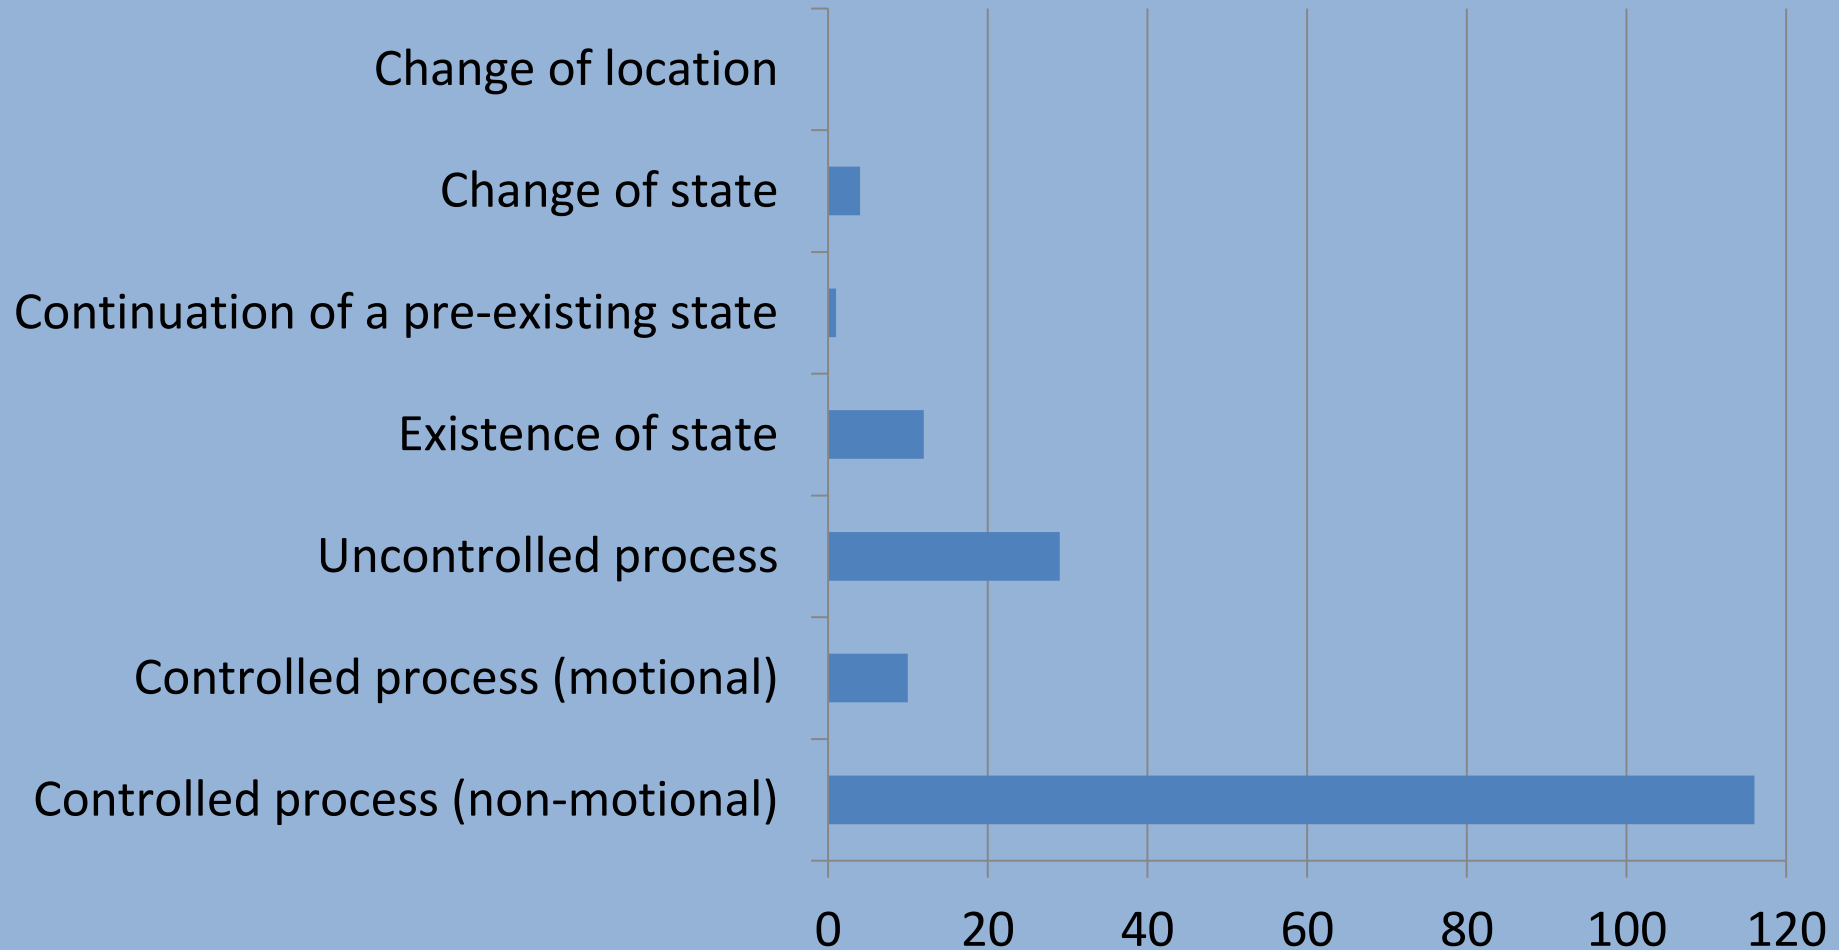 Change of location
Change of state
Continuation of a pre-existing state
Existence of state
Uncontrolled process
Controlled process (motional)
Controlled process (non-motional)
0 20 40 60 80 100 120